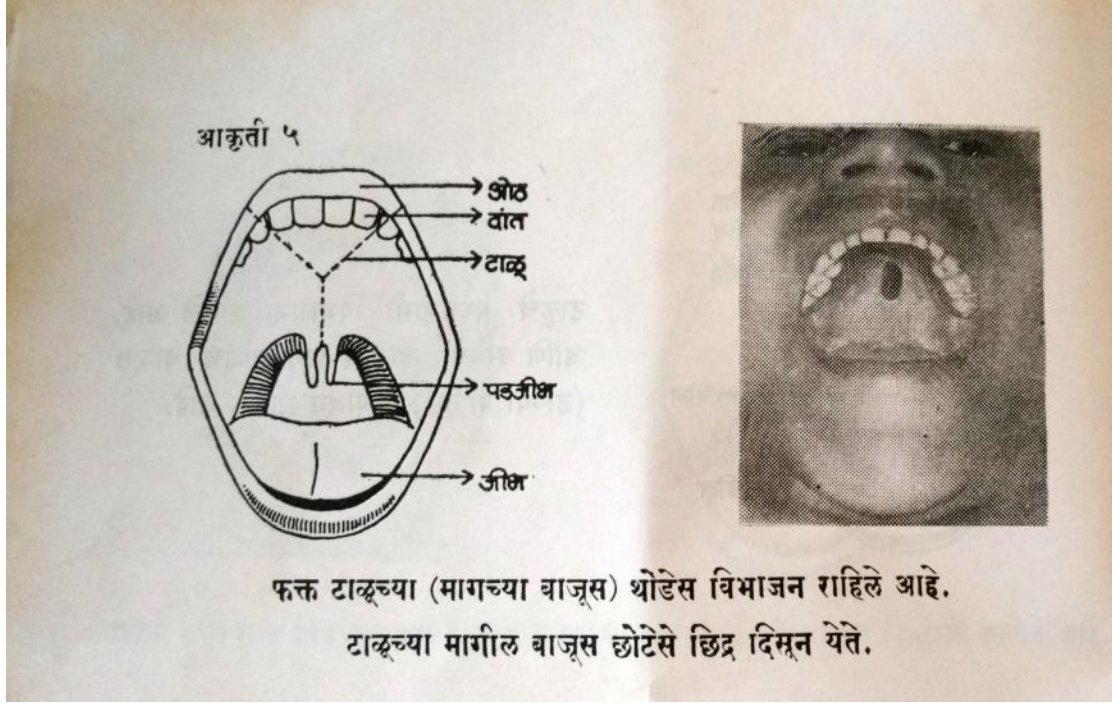 आकृती ५
ओठ
दांत
टाळू
पडजीभ
जीभ
फक्त टाळूच्या (मागच्या बाजूस) थोडेस विभाजन राहिले आहे.
टाळूच्या मागील बाजूस छोटेसे छिद्र दिसून येते.